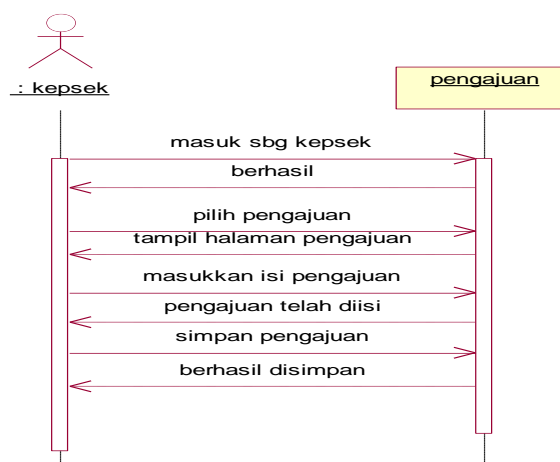 : kepsek
pengajuan
masuk sbg kepsek
berhasil
pilih pengajuan
tampil halaman pengajuan
masukkan isi pengajuan
pengajuan telah diisi
simpan pengajuan
berhasil disimpan